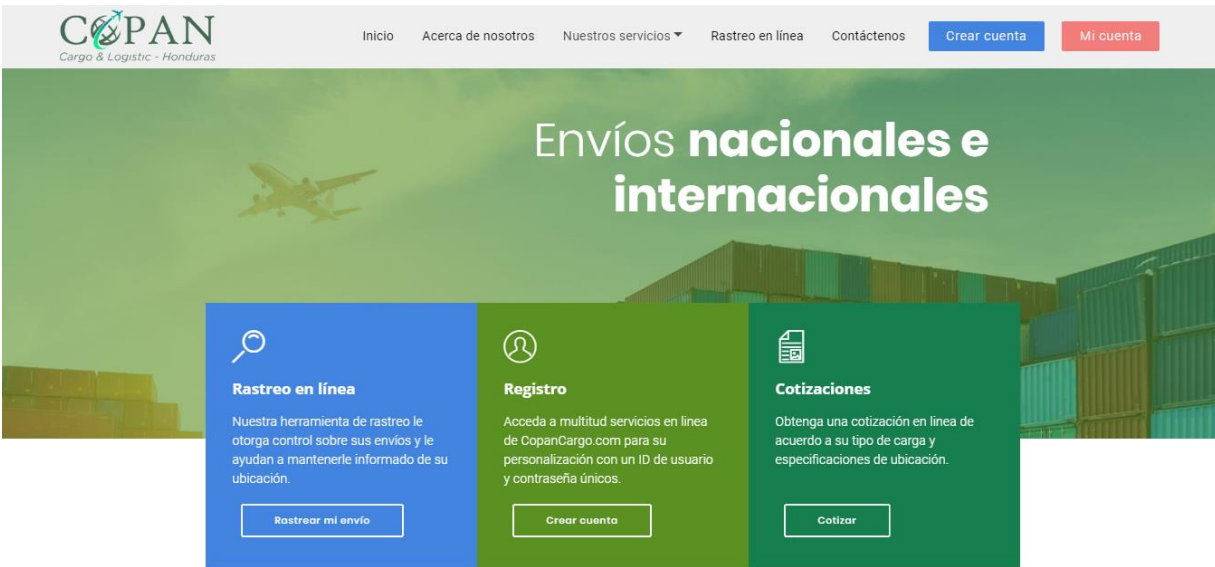 COPAN
Cargo & Logistic - Honduras
Inicio
Acerca de nosotros
Nuestros servicios
Rastreo en línea
Contáctenos
Crear cuenta
Mi cuenta
Envíos nacionales e
internacionales
Rastreo en línea
Nuestra herramienta de rastreo le
otorga control sobre sus envíos y le
ayudan a mantenerle informado de su
ubicación.
Rastrear mi envío
Registro
Acceda a multitud servicios en linea
de CopanCargo.com para su
personalización con un ID de usuario
y contraseña únicos.
Crear cuenta
Cotizaciones
Obtenga una cotización en linea de
acuerdo a su tipo de carga y
especificaciones de ubicación.
Cotizar